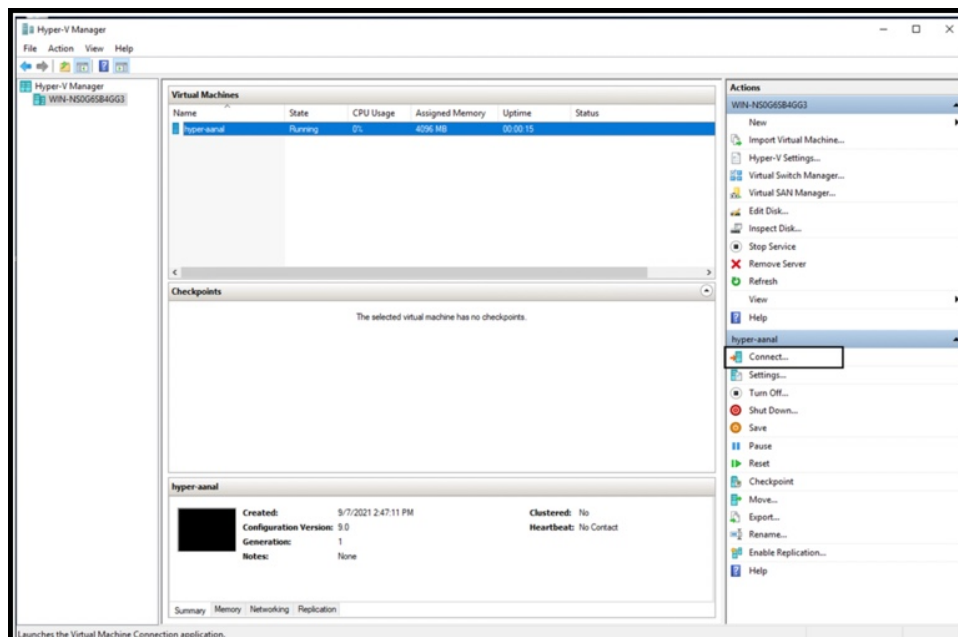 Hyper-V Manager
File Action View Help
Hyper-V Manager
WIN-NS0G6SB4GG3
Virtual Machines
Name State CPU Usage Assigned Memory Uptime Status
hyper-aanal Running 0% 4096 MB 00:00:15
Checkpoints
The selected virtual machine has no checkpoints.
hyper-aanal
Created: 9/7/2021 2:47:11 PM Clustered: No
Configuration Version: 9.0 Heartbeat: No Contact
Generation: 1
Notes: None
Summary Memory Networking Replication
Actions
WIN-NS0G6SB4GG3
New
Import Virtual Machine...
Hyper-V Settings...
Virtual Switch Manager...
Virtual SAN Manager...
Edit Disk...
Inspect Disk...
Stop Service
Remove Server
Refresh
View
Help
hyper-aanal
Connect...
Settings...
Turn Off...
Shut Down...
Save
Pause
Reset
Checkpoint
Move...
Export...
Rename...
Enable Replication...
Help
Launches the Virtual Machine Connection application.